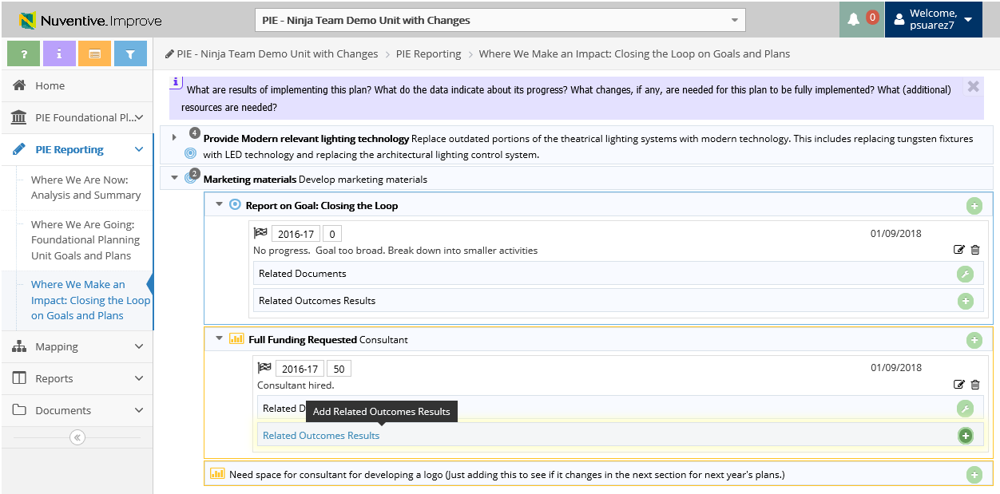 Nuventive.Improve
PIE - Ninja Team Demo Unit with Changes
0
Welcome,
psuarez7
?
i
PIE - Ninja Team Demo Unit with Changes > PIE Reporting > Where We Make an Impact: Closing the Loop on Goals and Plans
Home
PIE Foundational Pl...
PIE Reporting
Where We Are Now:
Analysis and Summary
Where We Are Going:
Foundational Planning
Unit Goals and Plans
Where We Make an
Impact: Closing the Loop
on Goals and Plans
Mapping
Reports
Documents
i
What are results of implementing this plan? What do the data indicate about its progress? What changes, if any, are needed for this plan to be fully implemented? What (additional)
resources are needed?
4
Provide Modern relevant lighting technology Replace outdated portions of the theatrical lighting systems with modern technology. This includes replacing tungsten fixtures
with LED technology and replacing the architectural lighting control system.
2
Marketing materials Develop marketing materials
Report on Goal: Closing the Loop
2016-17 0 01/09/2018
No progress.  Goal too broad. Break down into smaller activities
Related Documents
Related Outcomes Results
Full Funding Requested Consultant
2016-17 50 01/09/2018
Consultant hired.
Related D
Add Related Outcomes Results
Related Outcomes Results
Need space for consultant for developing a logo (Just adding this to see if it changes in the next section for next year's plans.)